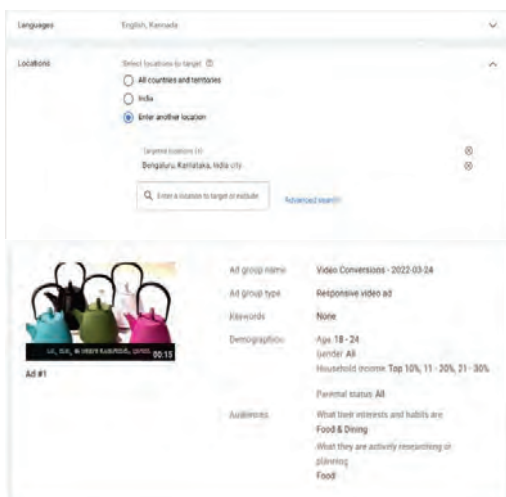 Languages English, Kannada
Locations Select locations to target
All countries and territories
India
Enter another location
Targeted locations (1)
Bengaluru, Karnataka, India city
Enter a location to target or exclude
Advanced search
Ad group name Video Conversions - 2022-03-24
Ad group type Responsive video ad
Keywords None
Demographics Age 18 - 24
Gender All
Household income Top 10%, 11 - 20%, 21 - 30%
00:15
Ad #1
Parental status All
Audiences What their interests and habits are
Food & Dining
What they are actively researching or
planning
Food